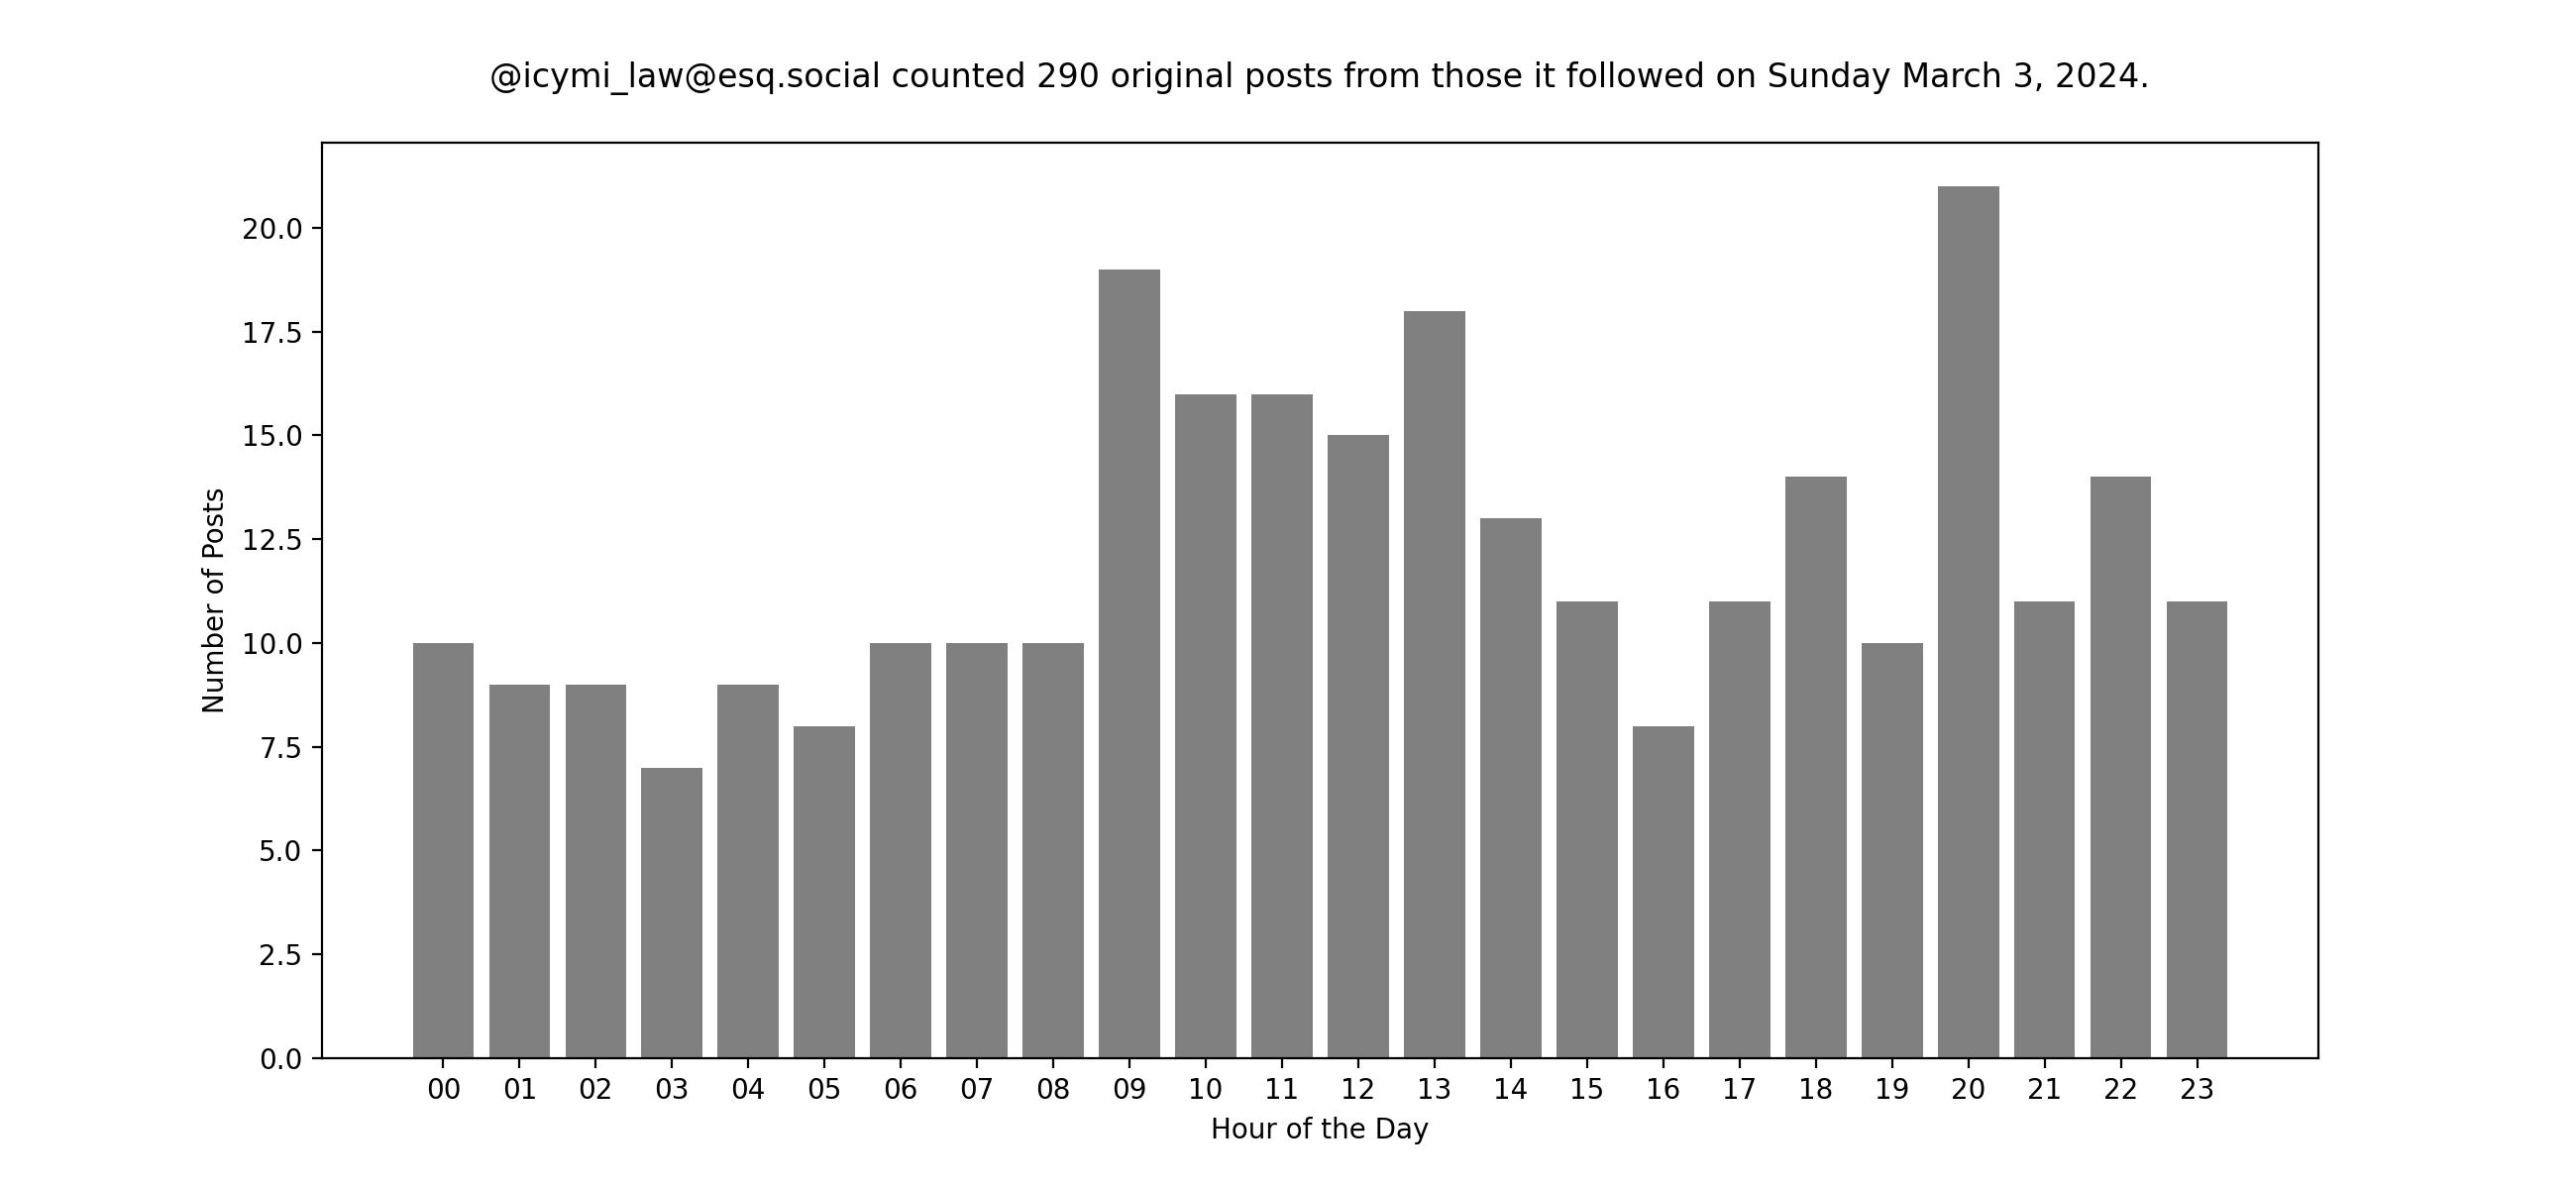 @icymi_law@esq.social counted 290 original posts from those it followed on Sunday March 3, 2024.
Number of Posts
20.0
17.5
15.0
12.5
10.0
7.5
5.0
2.5
0.0
00 01 02 03 04 05 06 07 08 09 10 11 12 13 14 15 16 17 18 19 20 21 22 23
Hour of the Day